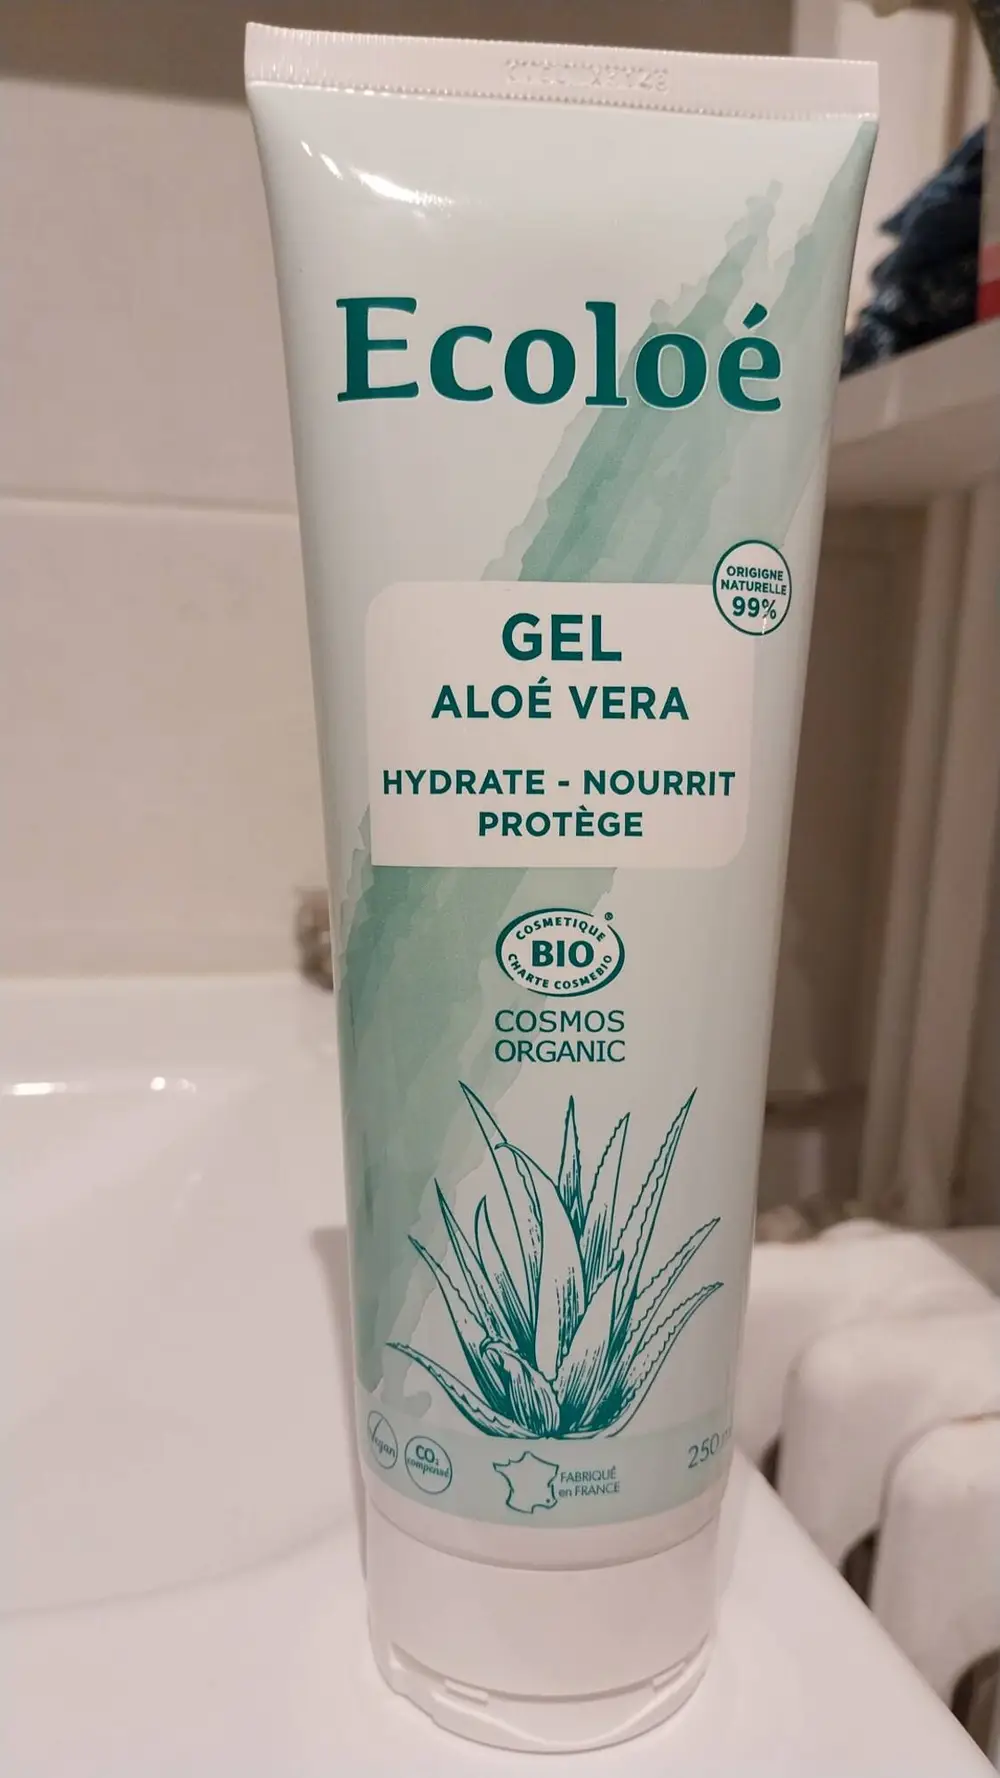 Ecoloé
ORIGIGNE
NATURELLE
99%
GEL
ALOÉ VERA
HYDRATE - NOURRIT
PROTÈGE
COSMETIQUE
BIO
CHARTE COSMEBIO
®
COSMOS
ORGANIC
Vegan
CO₂
compensé
FABRIQUÉ
en FRANCE
250